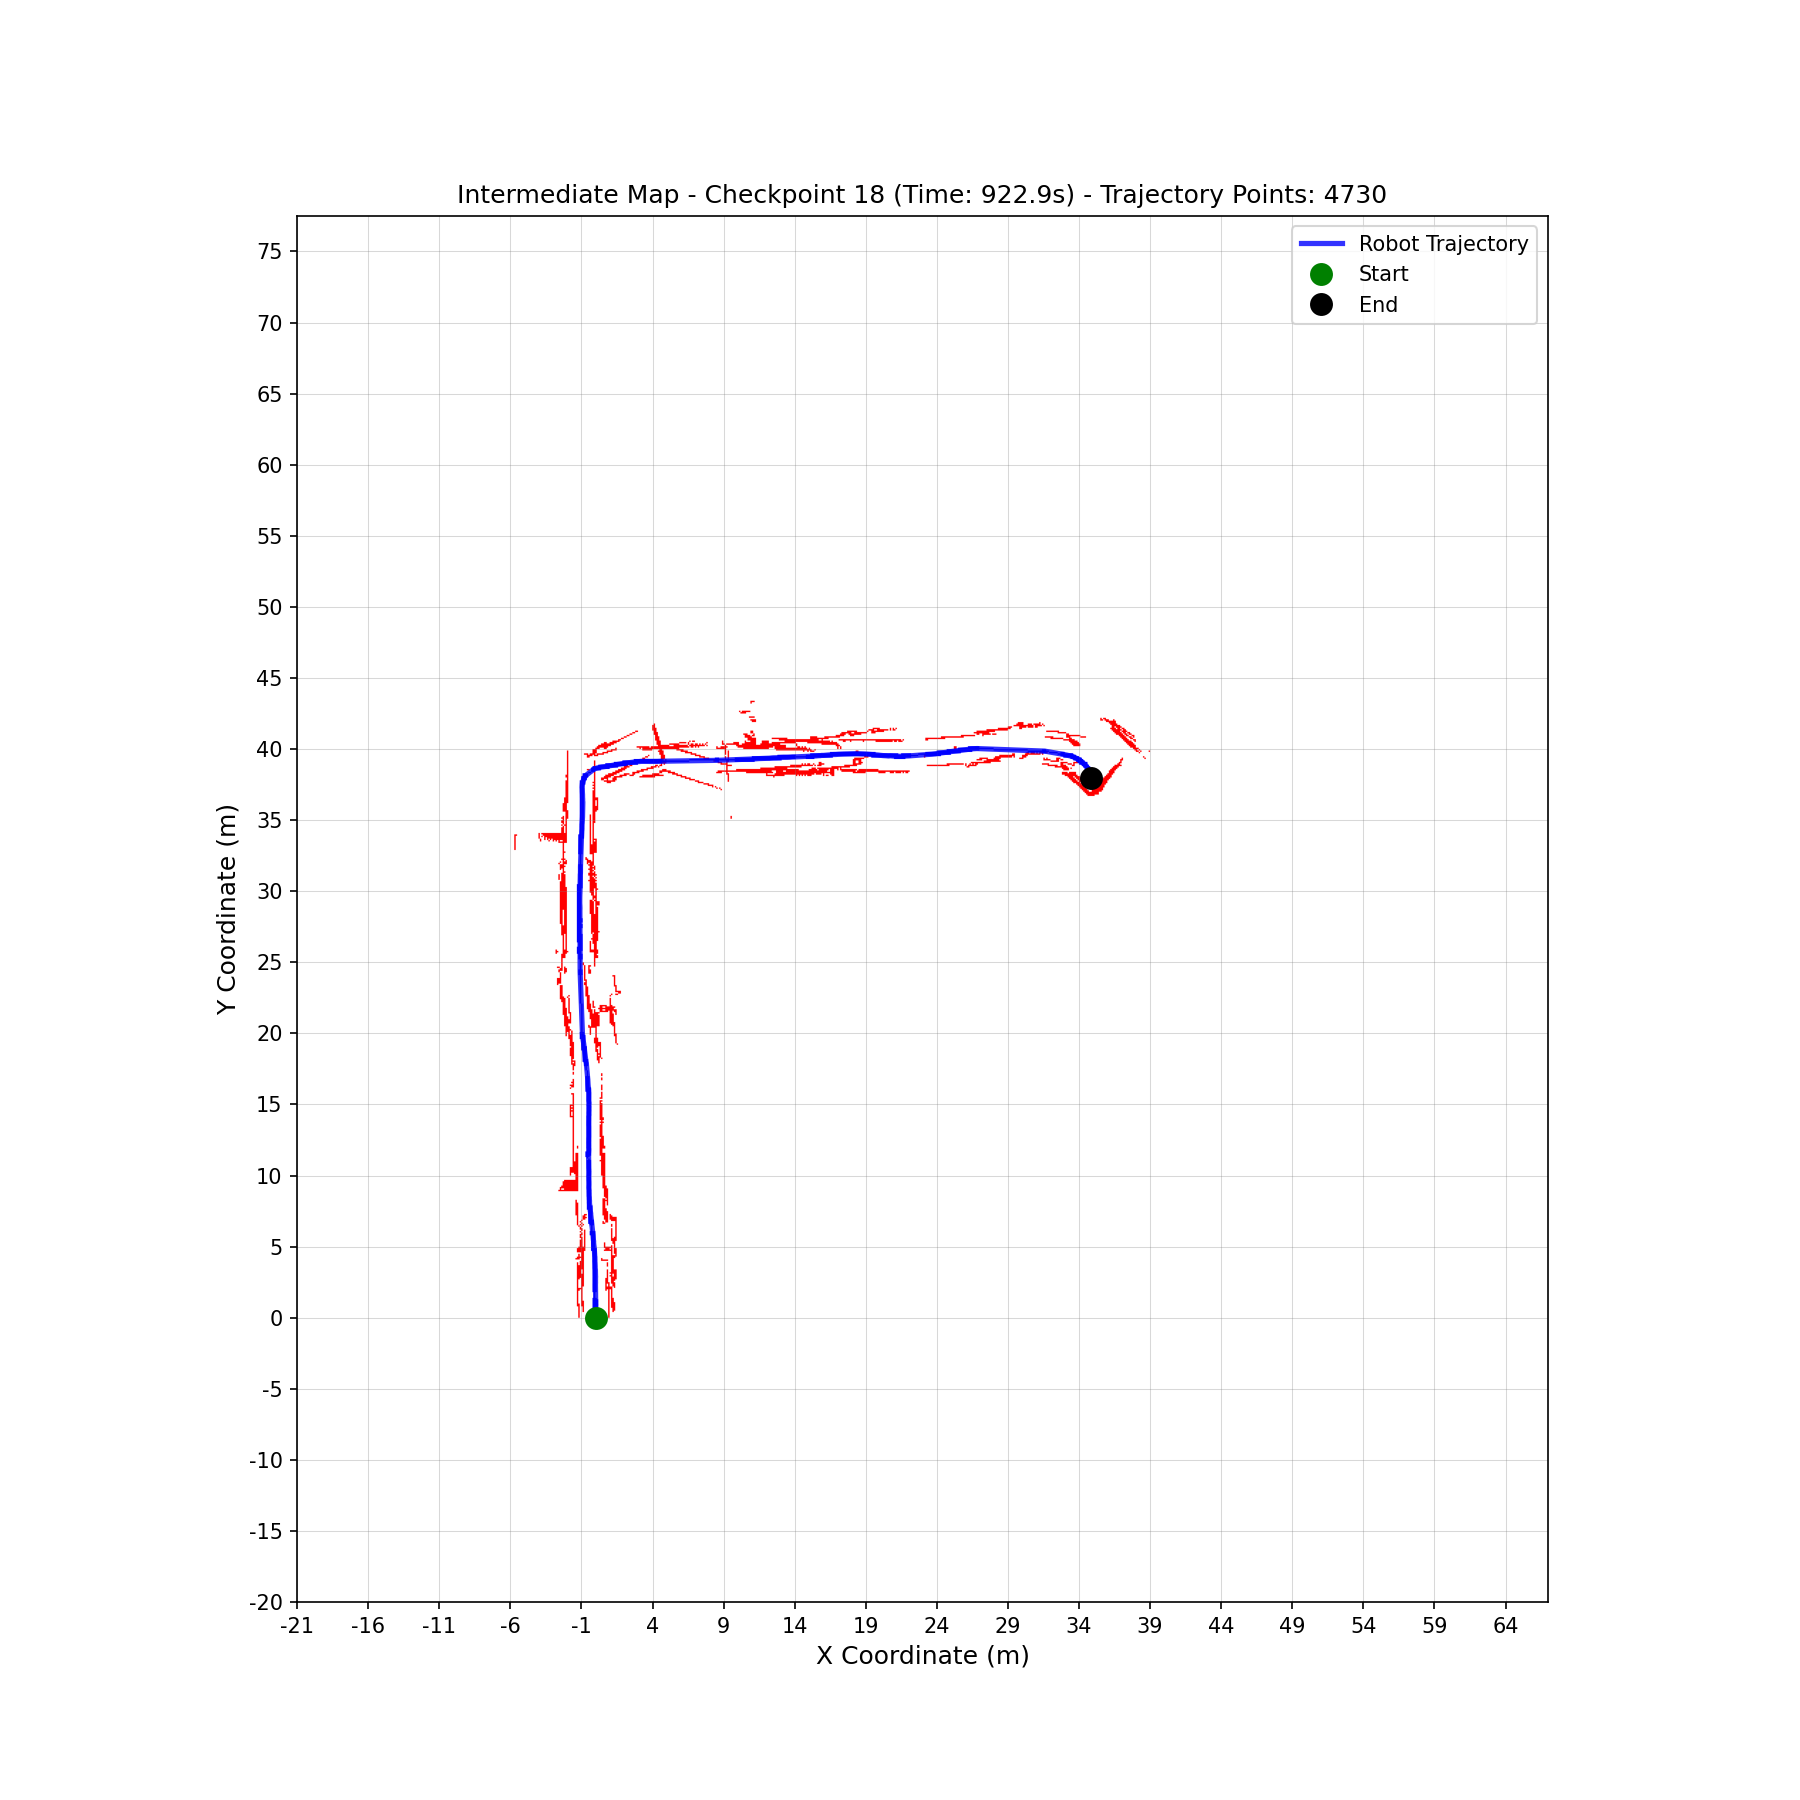 Intermediate Map - Checkpoint 18 (Time: 922.9s) - Trajectory Points: 4730
Robot Trajectory
Start
End
75
70
65
60
55
50
45
40
35
30
25
20
15
10
5
0
-5
-10
-15
-20
Y Coordinate (m)
-21 -16 -11 -6 -1 4 9 14 19 24 29 34 39 44 49 54 59 64
X Coordinate (m)